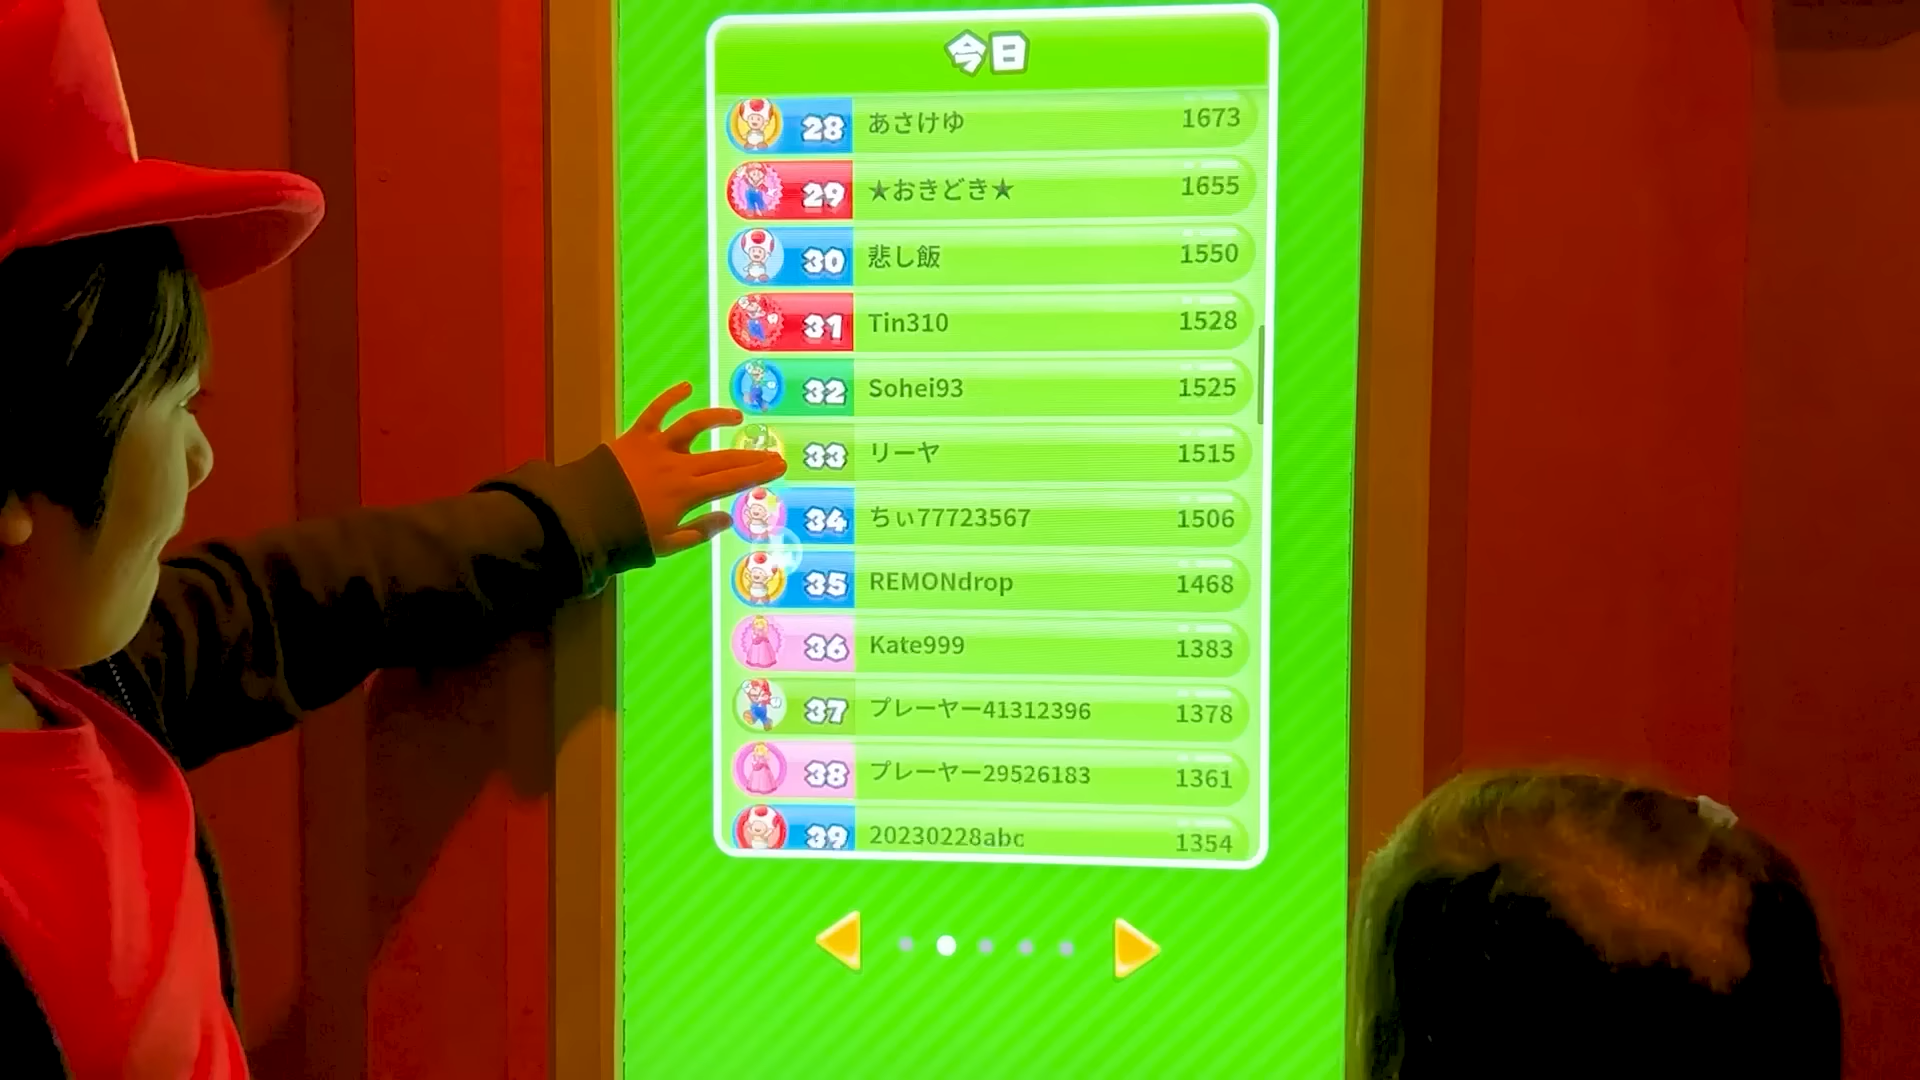 今日
28 あさけゆ 1673
29 ★おきどき★ 1655
30 悲し飯 1550
31 Tin310 1528
32 Sohei93 1525
33 リーヤ 1515
34 ちぃ77723567 1506
35 REMONdrop 1468
36 Kate999 1383
37 プレーヤー41312396 1378
38 プレーヤー29526183 1361
39 20230228abc 1354